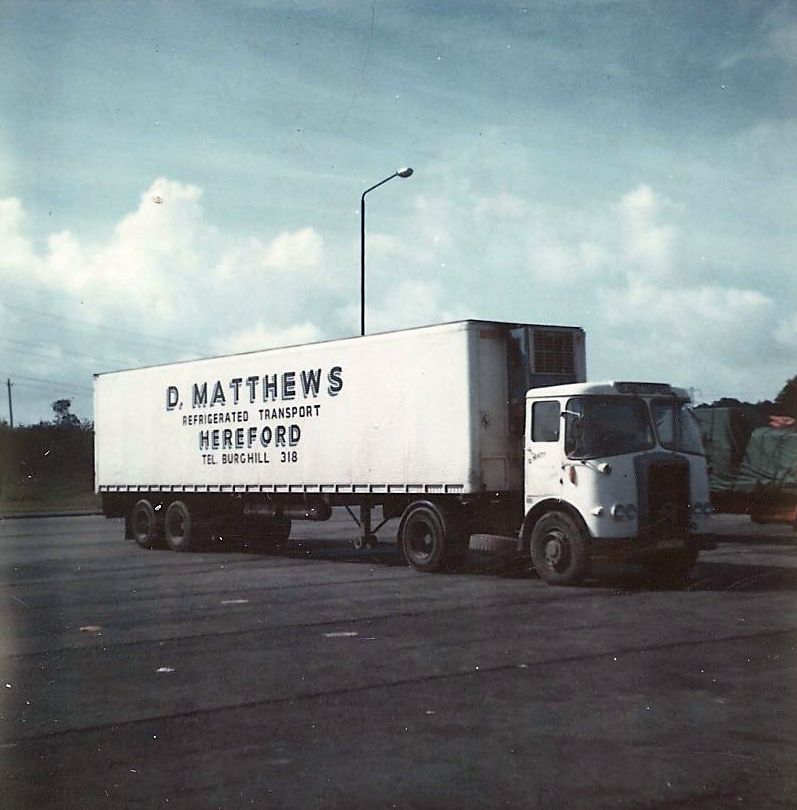 D. MATTHEWS
REFRIGERATED TRANSPORT
HEREFORD
TEL. BURGHILL 318